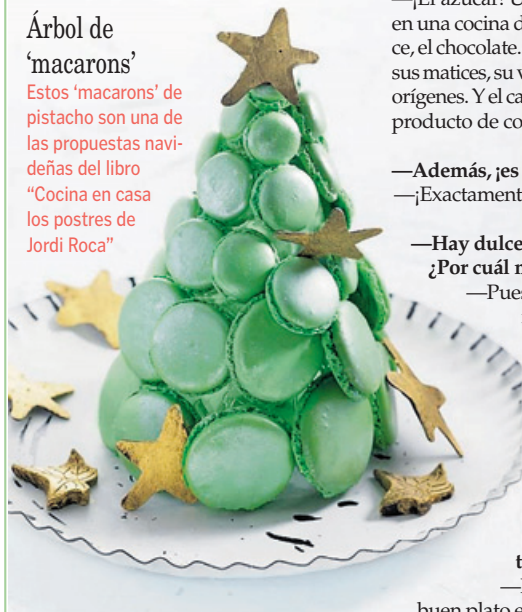 Árbol de
‘macarons’
Estos ‘macarons’ de
pistacho son una de
las propuestas navi-
deñas del libro
“Cocina en casa
los postres de
Jordi Roca”
—¡El azúcar! U
en una cocina d
ce, el chocolate.
sus matices, su v
orígenes. Y el ca
producto de co
—Además, ¡es
—¡Exactament
—Hay dulce
¿Por cuál n
—Pues
t
—
buen plato e